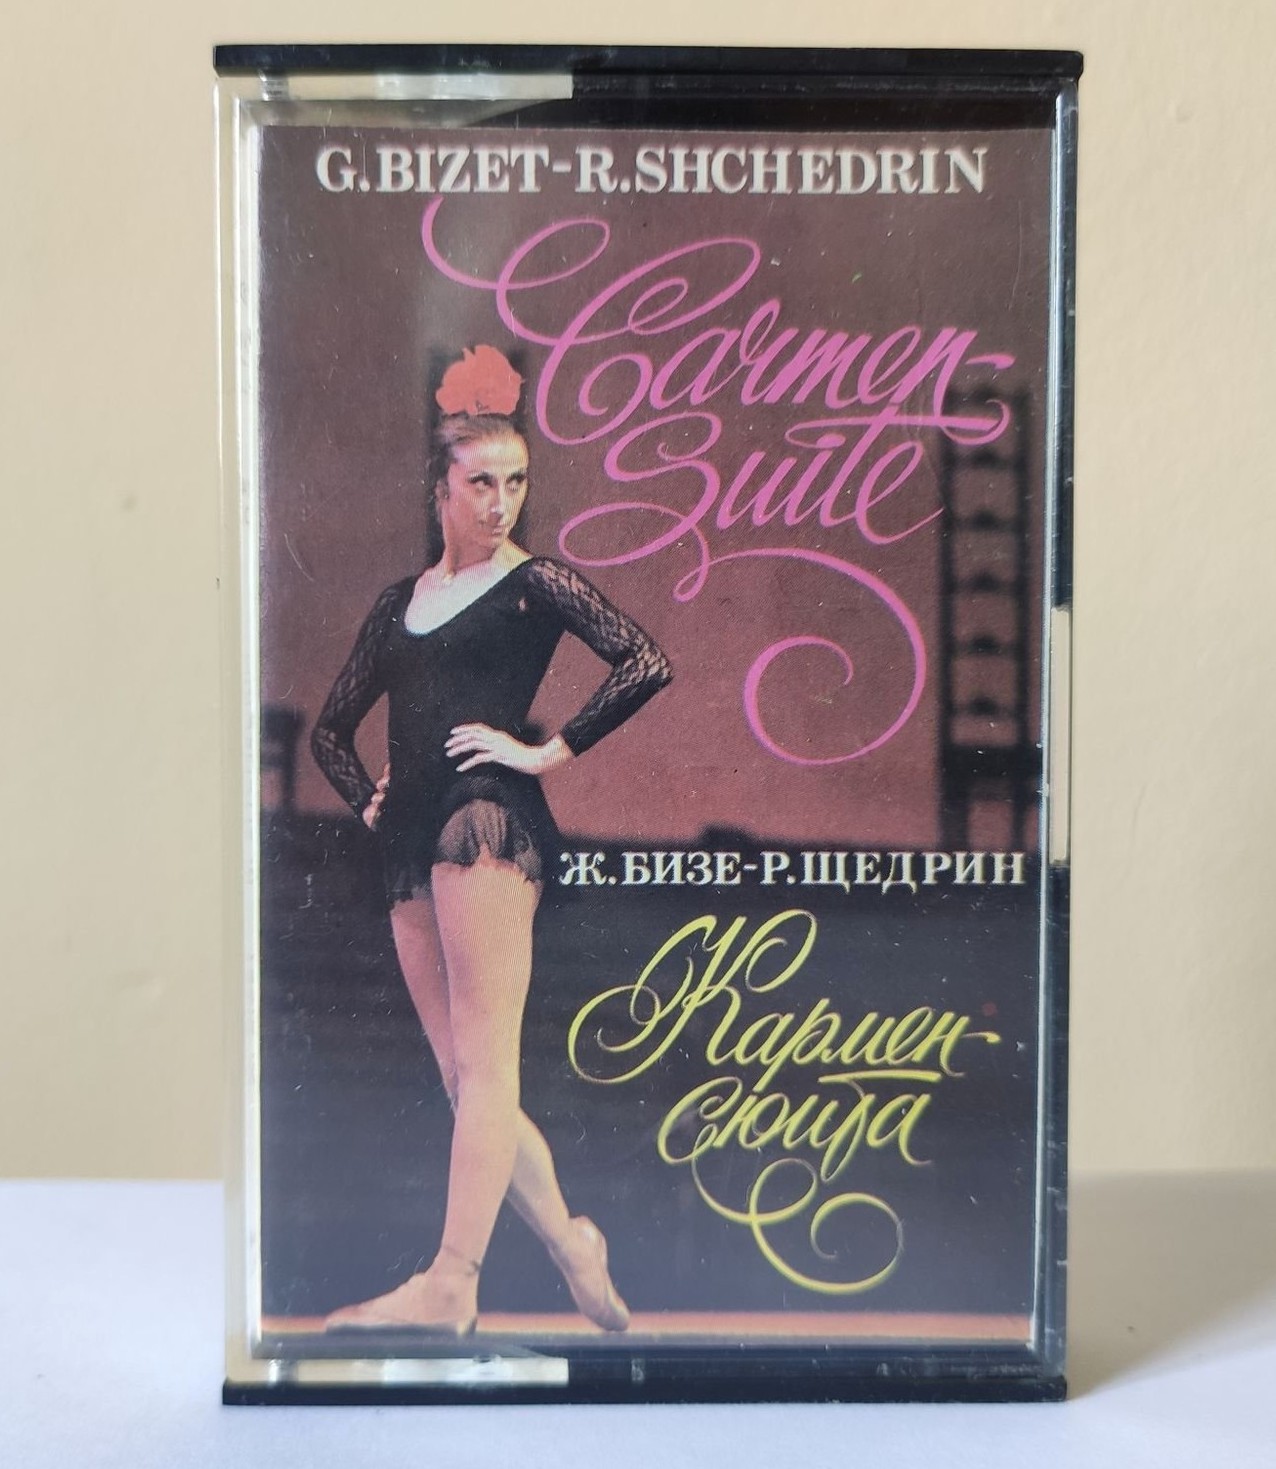 G.BIZET-R.SHCHEDRIN
Carmen-
Suite
Ж.БИЗЕ-Р.ЩЕДРИН
Кармен-
сюита